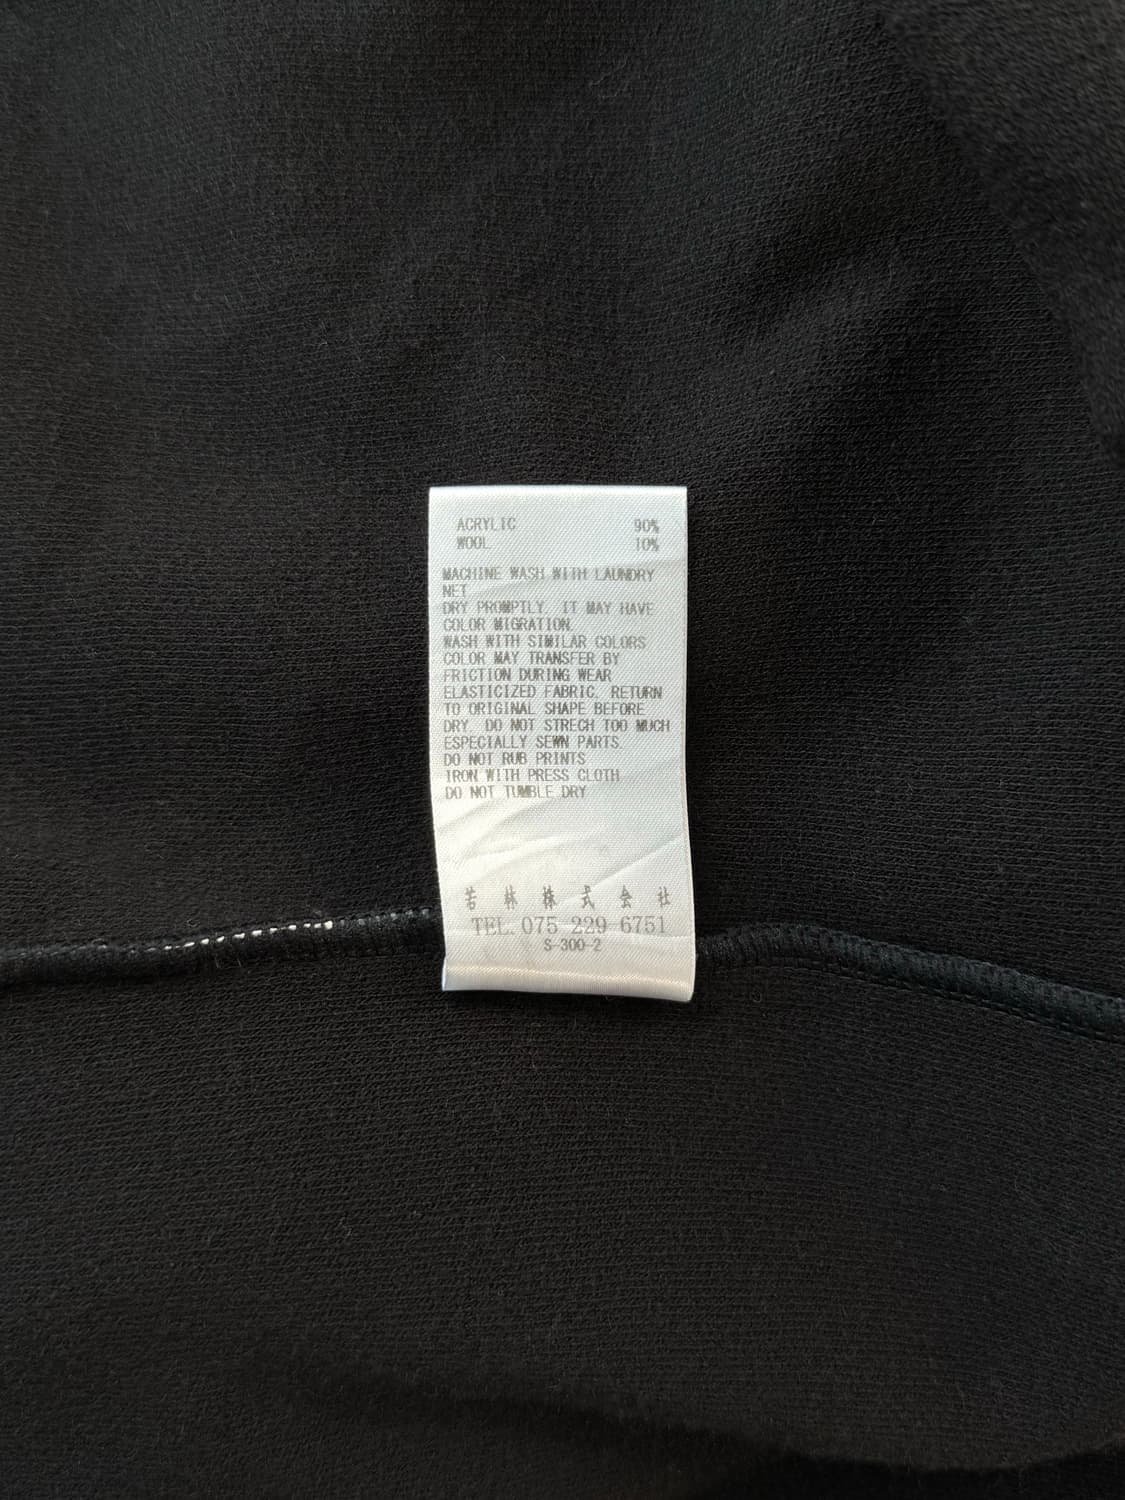 ACRYLIC 90%
WOOL 10%
MACHINE WASH WITH LAUNDRY
NET
DRY PROMPTLY. IT MAY HAVE
COLOR MIGRATION.
WASH WITH SIMILAR COLORS
COLOR MAY TRANSFER BY
FRICTION DURING WEAR
ELASTICIZED FABRIC. RETURN
TO ORIGINAL SHAPE BEFORE
DRY. DO NOT STRECH TOO MUCH
ESPECIALLY SEWN PARTS.
DO NOT RUB PRINTS
IRON WITH PRESS CLOTH
DO NOT TUMBLE DRY
若林株式会社
TEL. 075 229 6751
S-300-2